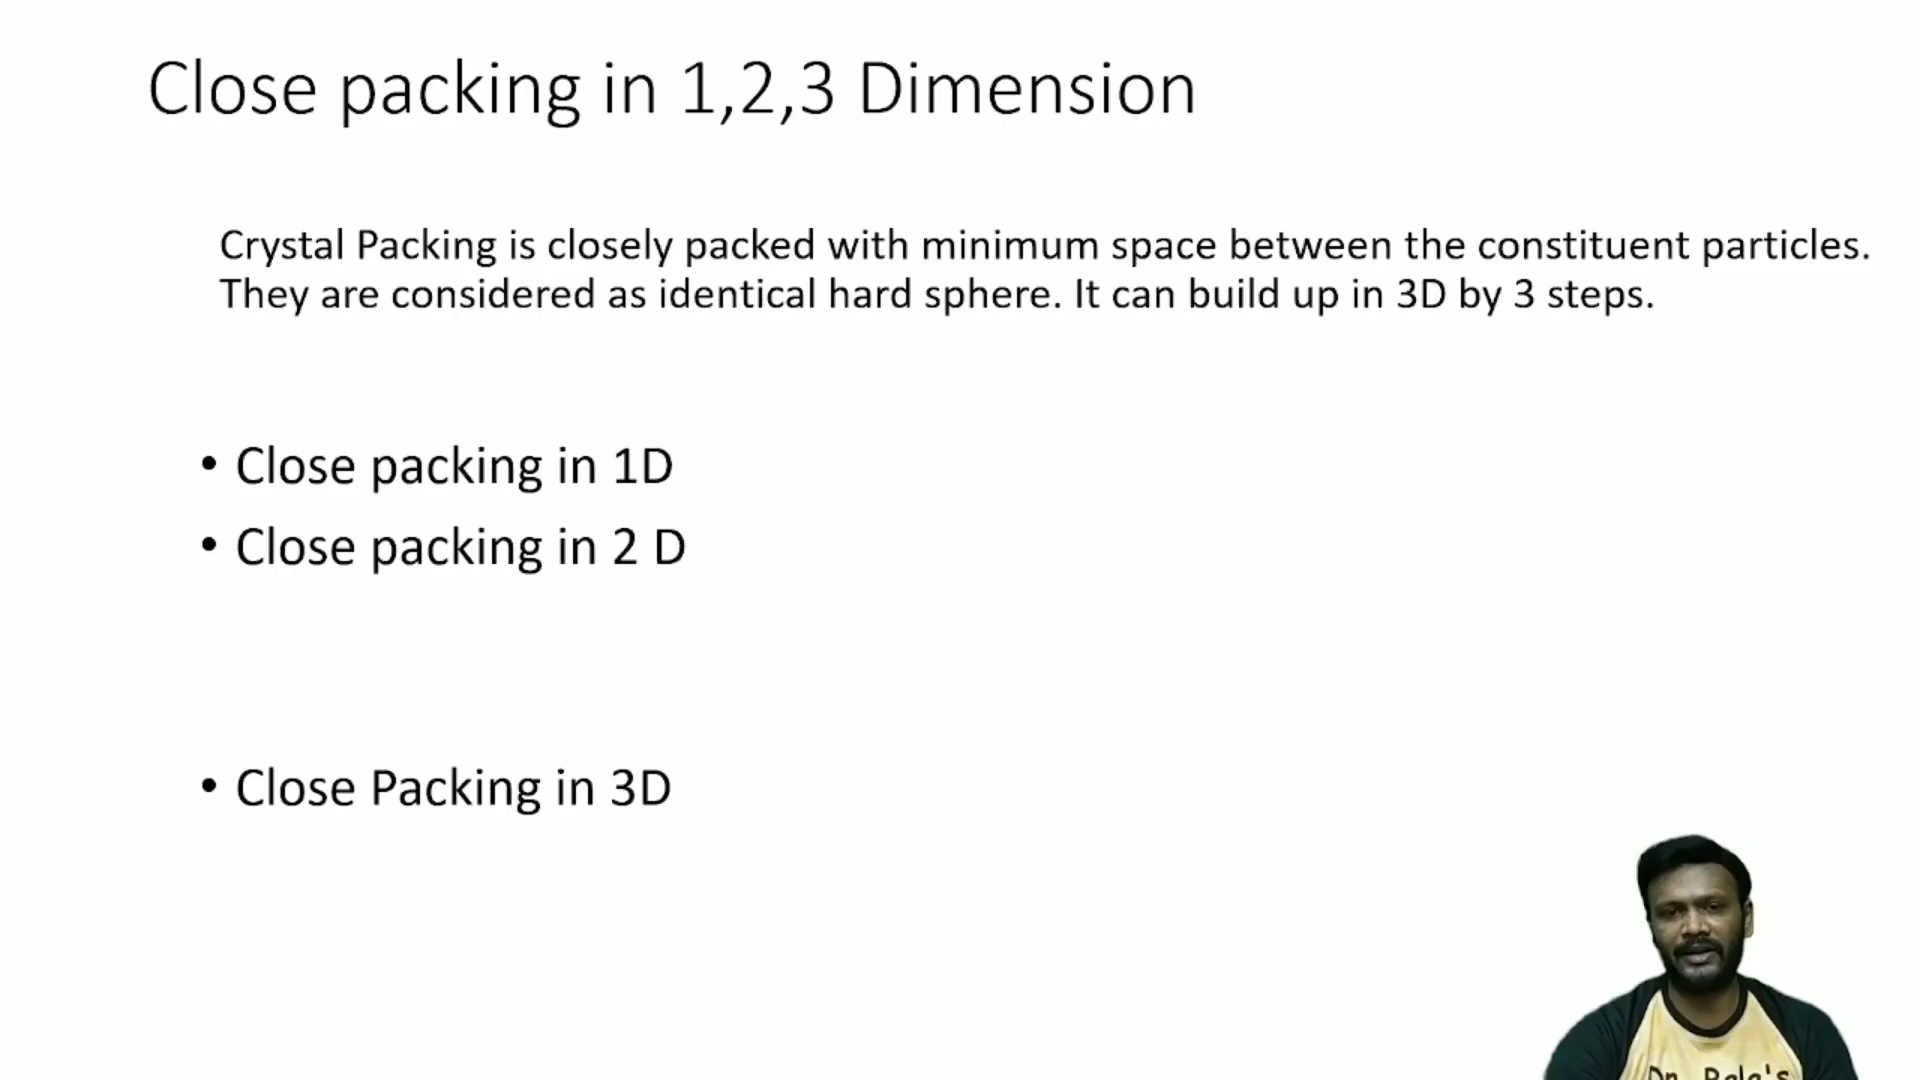 Close packing in 1,2,3 Dimension
Crystal Packing is closely packed with minimum space between the constituent particles.
They are considered as identical hard sphere. It can build up in 3D by 3 steps.
• Close packing in 1D
• Close packing in 2 D
• Close Packing in 3D
Dr. Bala's